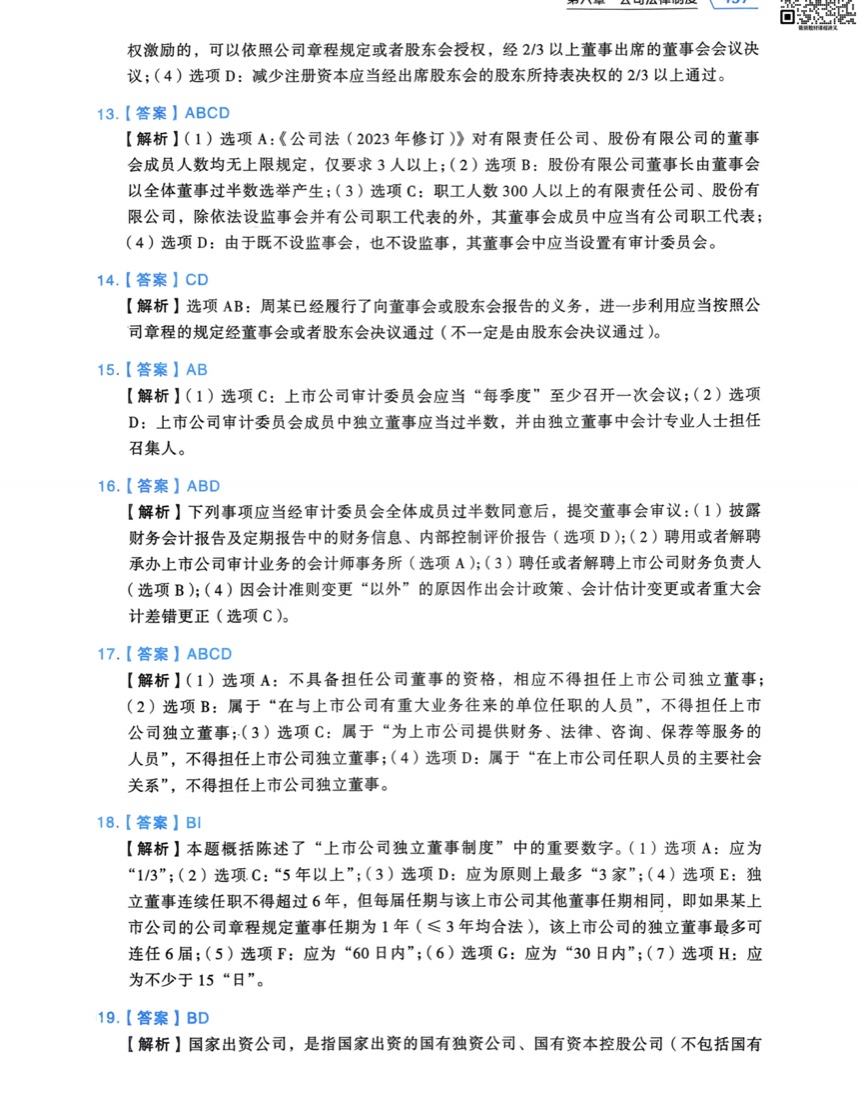 第六章 公司法律制度 157
权激励的，可以依照公司章程规定或者股东会授权，经 2/3 以上董事出席的董事会会议决
议；（4）选项 D：减少注册资本应当经出席股东会的股东所持表决权的 2/3 以上通过。
13.【答案】ABCD
【解析】（1）选项 A：《公司法（2023 年修订）》对有限责任公司、股份有限公司的董事
会成员人数均无上限规定，仅要求 3 人以上；（2）选项 B：股份有限公司董事长由董事会
以全体董事过半数选举产生；（3）选项 C：职工人数 300 人以上的有限责任公司、股份有
限公司，除依法设监事会并有公司职工代表的外，其董事会成员中应当有公司职工代表；
（4）选项 D：由于既不设监事会，也不设监事，其董事会中应当设置有审计委员会。
14.【答案】CD
【解析】选项 AB：周某已经履行了向董事会或股东会报告的义务，进一步利用应当按照公
司章程的规定经董事会或者股东会决议通过（不一定是由股东会决议通过）。
15.【答案】AB
【解析】（1）选项 C：上市公司审计委员会应当“每季度”至少召开一次会议；（2）选项
D：上市公司审计委员会成员中独立董事应当过半数，并由独立董事中会计专业人士担任
召集人。
16.【答案】ABD
【解析】下列事项应当经审计委员会全体成员过半数同意后，提交董事会审议：（1）披露
财务会计报告及定期报告中的财务信息、内部控制评价报告（选项 D）；（2）聘用或者解聘
承办上市公司审计业务的会计师事务所（选项 A）；（3）聘任或者解聘上市公司财务负责人
（选项 B）；（4）因会计准则变更“以外”的原因作出会计政策、会计估计变更或者重大会
计差错更正（选项 C）。
17.【答案】ABCD
【解析】（1）选项 A：不具备担任公司董事的资格，相应不得担任上市公司独立董事；
（2）选项 B：属于“在与上市公司有重大业务往来的单位任职的人员”，不得担任上市
公司独立董事；（3）选项 C：属于“为上市公司提供财务、法律、咨询、保荐等服务的
人员”，不得担任上市公司独立董事；（4）选项 D：属于“在上市公司任职人员的主要社会
关系”，不得担任上市公司独立董事。
18.【答案】BI
【解析】本题概括陈述了“上市公司独立董事制度”中的重要数字。（1）选项 A：应为
“1/3”；（2）选项 C：“5 年以上”；（3）选项 D：应为原则上最多“3 家”；（4）选项 E：独
立董事连续任职不得超过 6 年，但每届任期与该上市公司其他董事任期相同，即如果某上
市公司的公司章程规定董事任期为 1 年（≤ 3 年均合法），该上市公司的独立董事最多可
连任 6 届；（5）选项 F：应为“60 日内”；（6）选项 G：应为“30 日内”；（7）选项 H：应
为不少于 15“日”。
19.【答案】BD
【解析】国家出资公司，是指国家出资的国有独资公司、国有资本控股公司（不包括国有